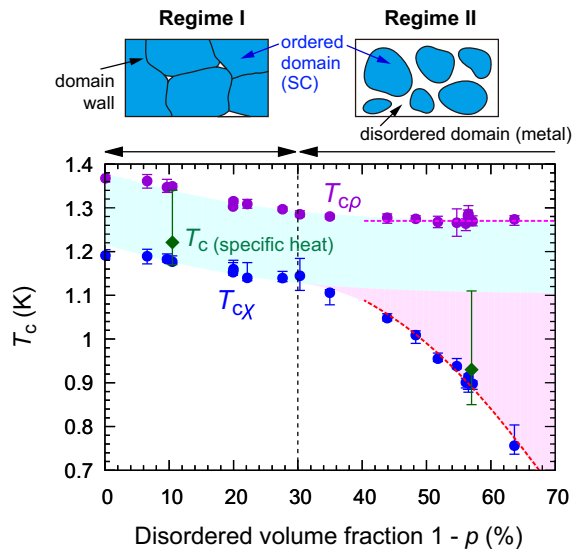 Regime I
Regime II
domain
wall
ordered
domain
(SC)
disordered domain (metal)
1.4
1.3
1.2
1.1
1
0.9
0.8
0.7
Tcρ
Tc (specific heat)
Tcχ
Tc (K)
0 10 20 30 40 50 60 70
Disordered volume fraction 1 - p (%)